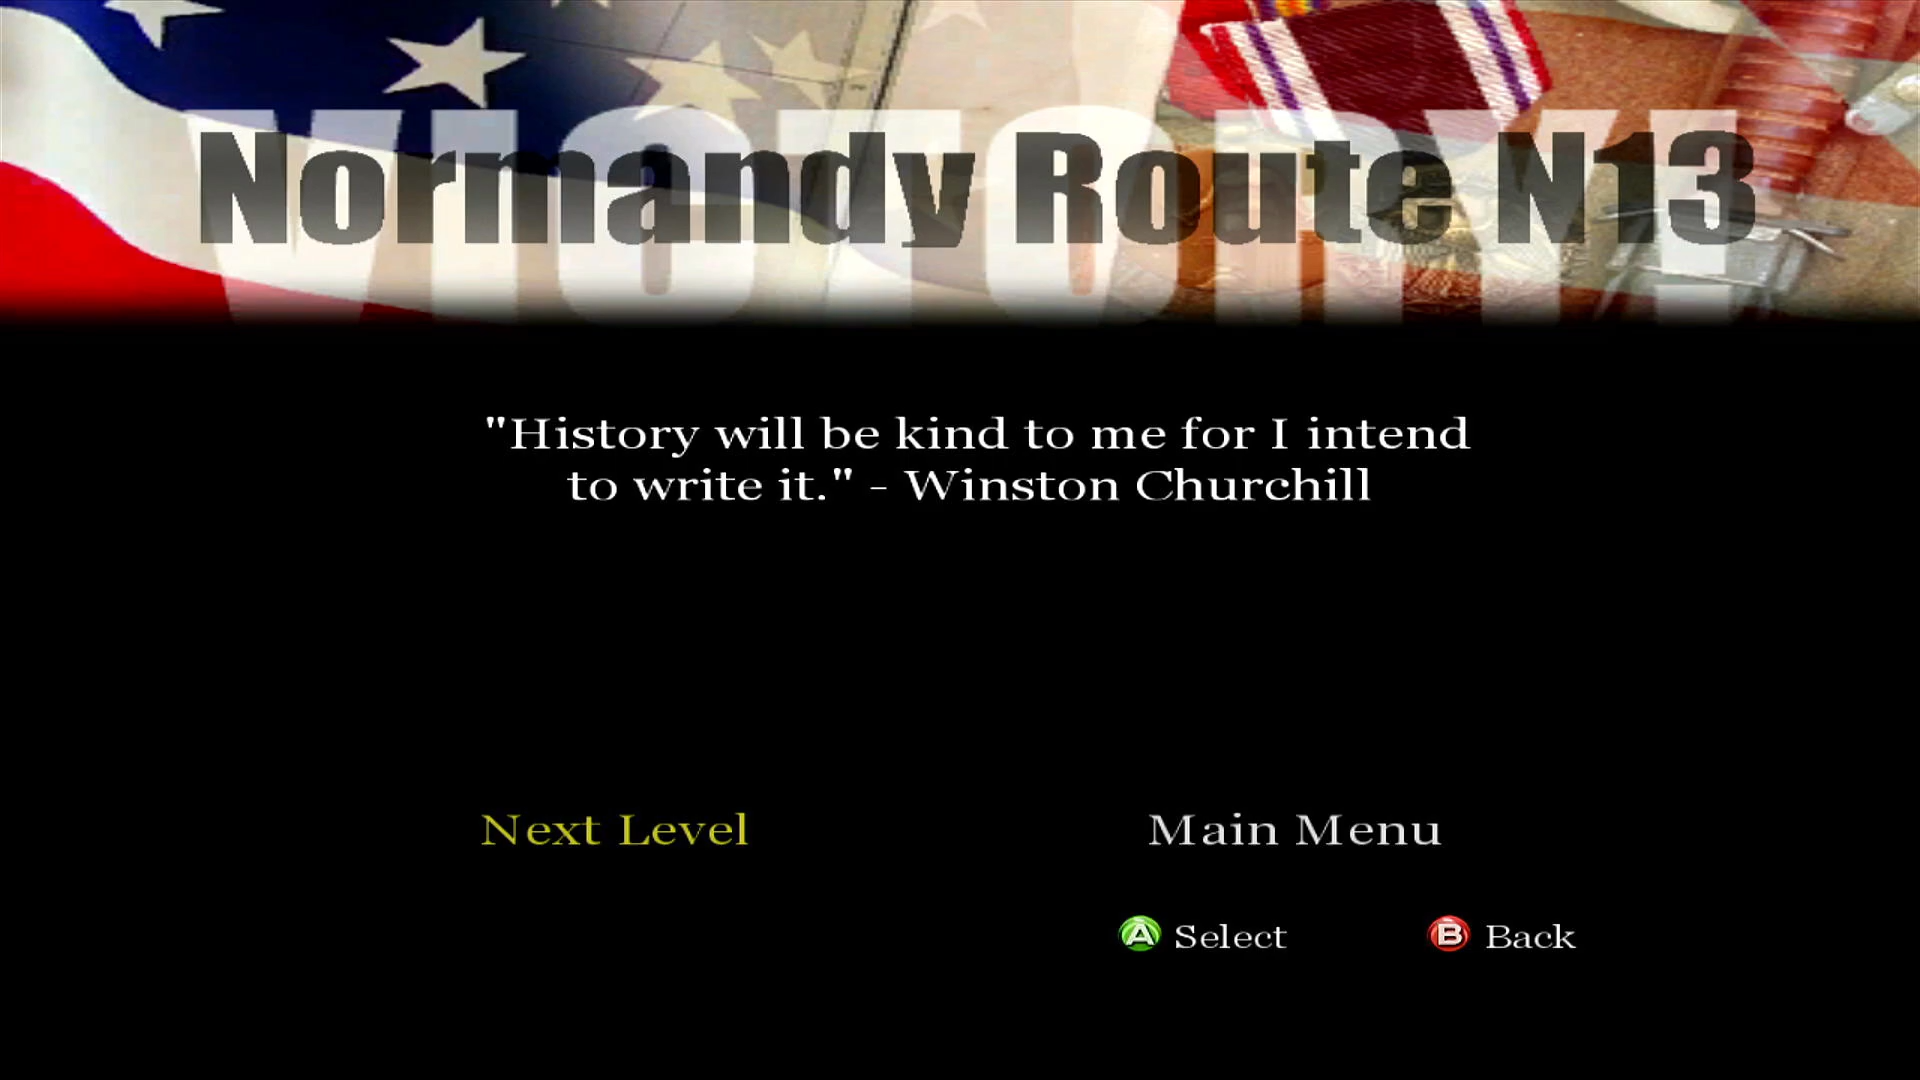 VICTORY!
Normandy Route N13
"History will be kind to me for I intend
to write it." - Winston Churchill
Next Level
Main Menu
A Select
B Back